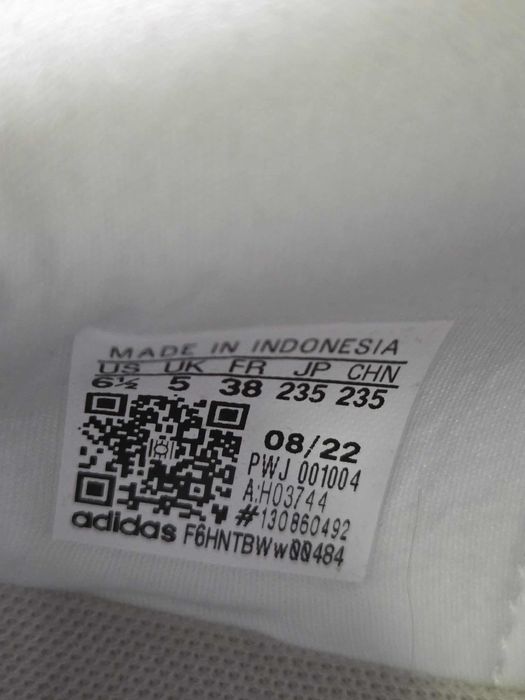 MADE IN INDONESIA
US UK FR JP CHN
6½ 5 38 235 235
08/22
PWJ 001004
A:H03744
#130860492
adidas F6HNTBWw00484